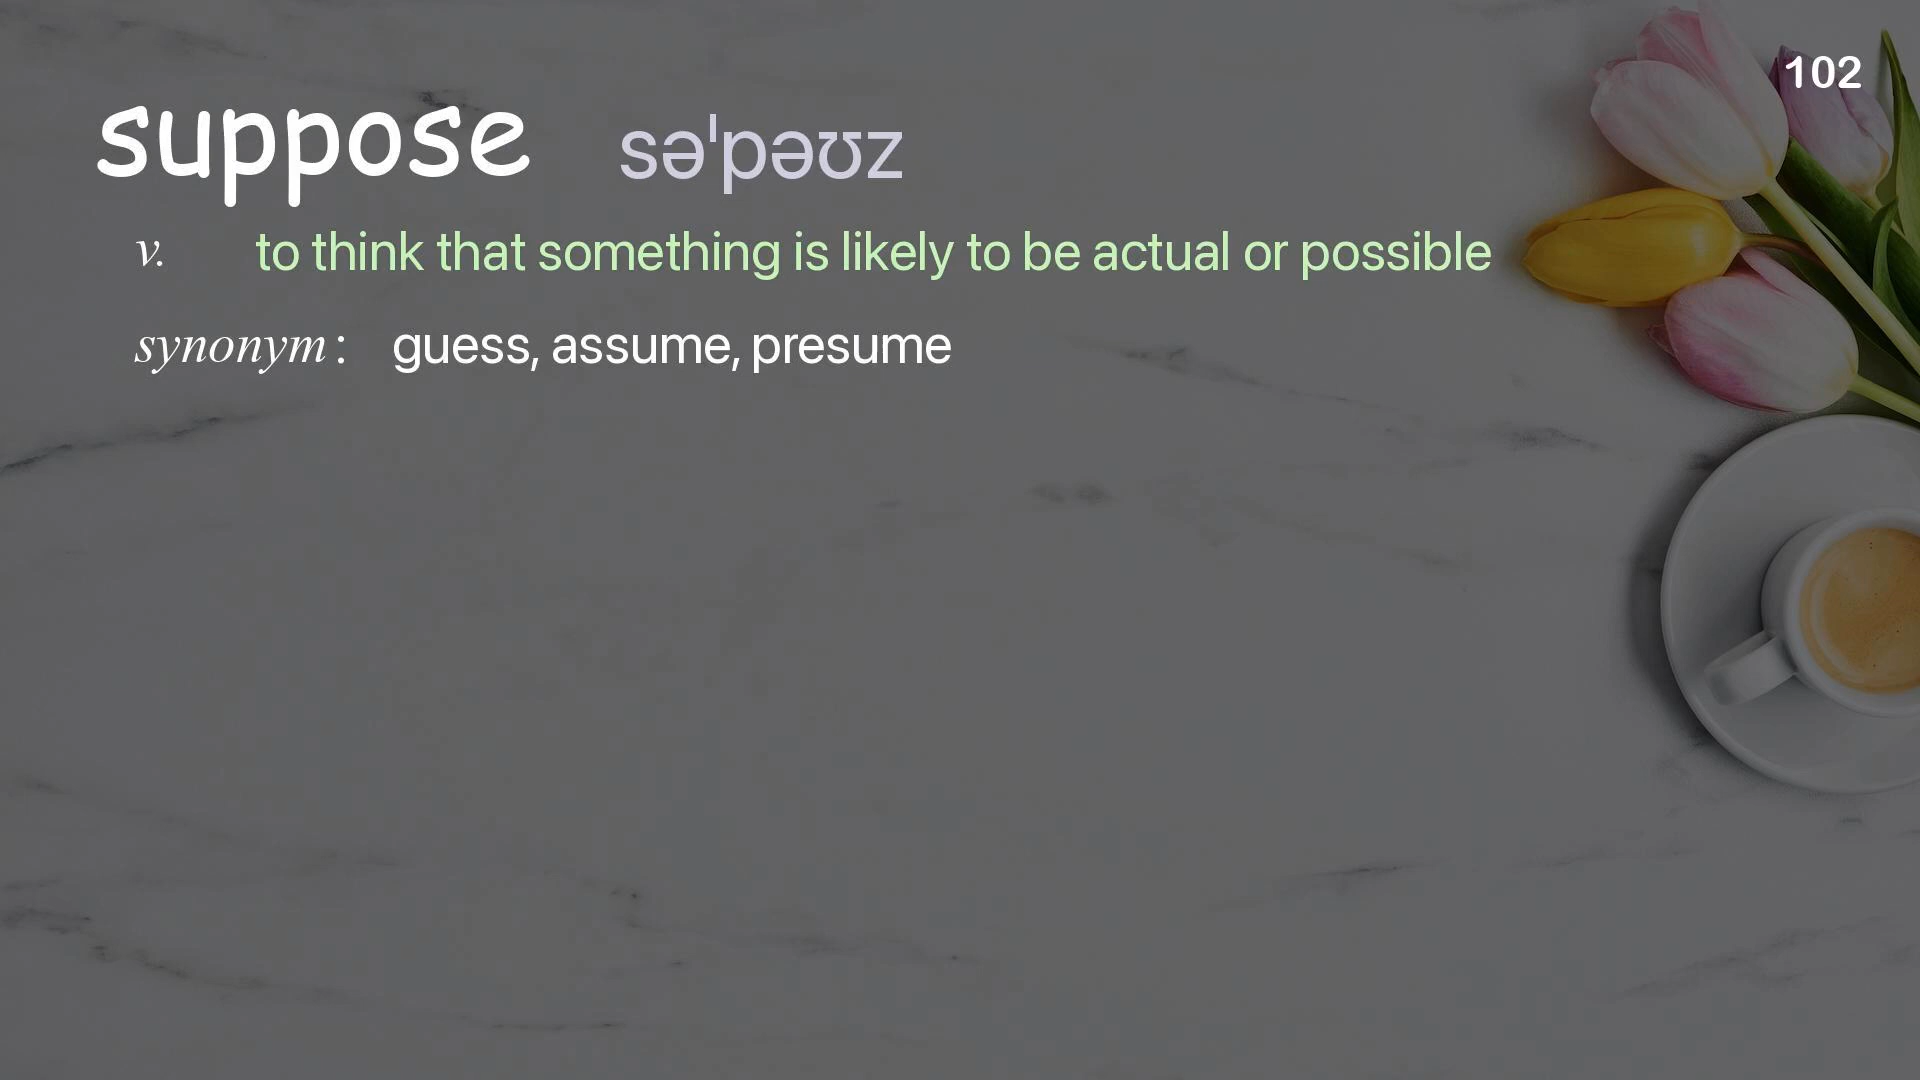 102
suppose səˈpəʊz
v. to think that something is likely to be actual or possible
synonym : guess, assume, presume